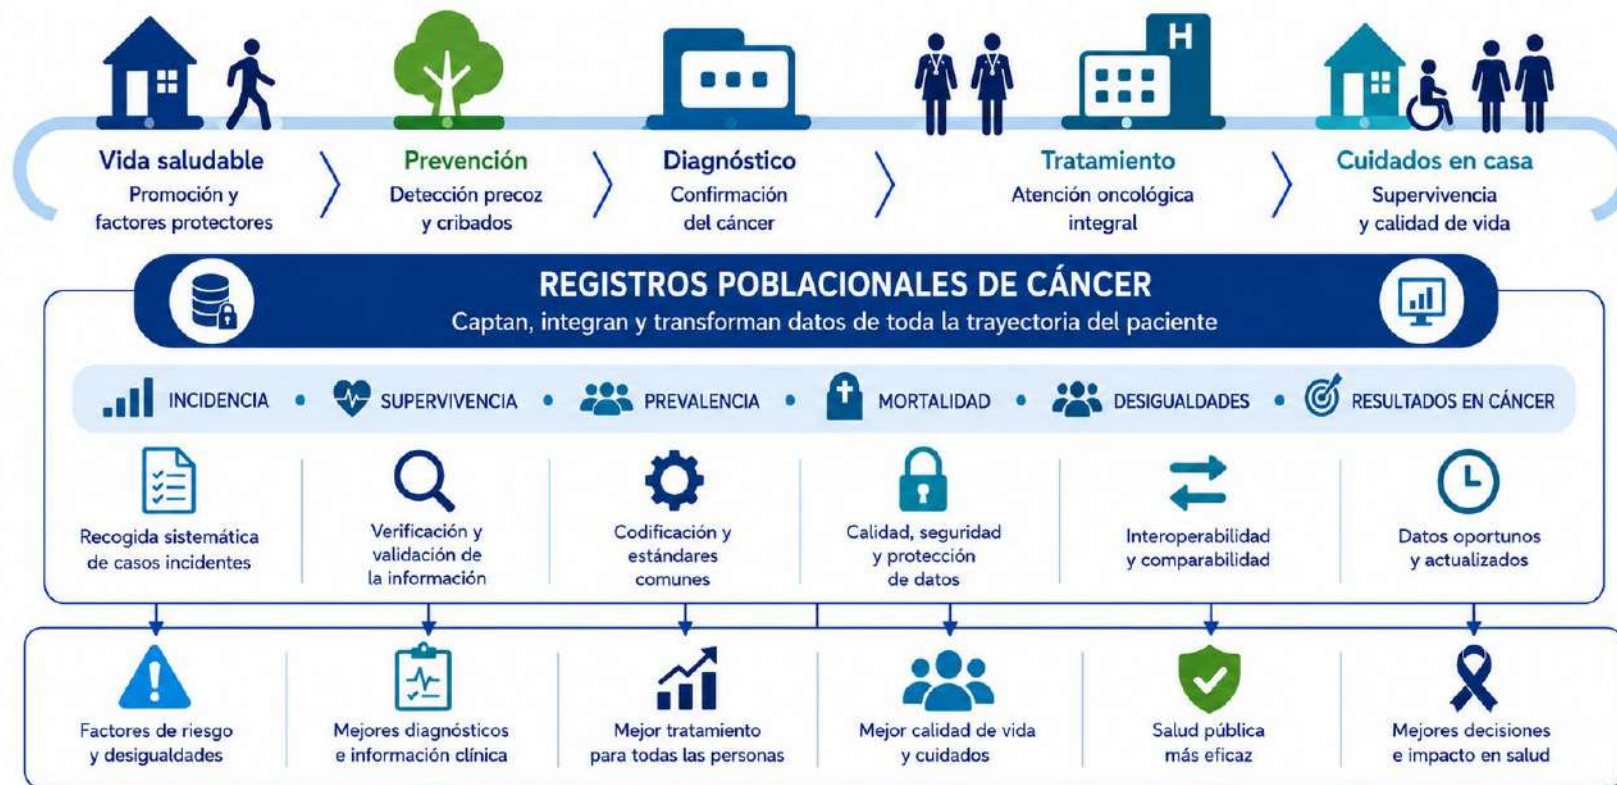 H
Vida saludable
Promoción y
factores protectores
Prevención
Detección precoz
y cribados
Diagnóstico
Confirmación
del cáncer
Tratamiento
Atención oncológica
integral
Cuidados en casa
Supervivencia
y calidad de vida
REGISTROS POBLACIONALES DE CÁNCER
Captan, integran y transforman datos de toda la trayectoria del paciente
INCIDENCIA • SUPERVIVENCIA • PREVALENCIA • MORTALIDAD • DESIGUALDADES • RESULTADOS EN CÁNCER
Recogida sistemática
de casos incidentes
Verificación y
validación de
la información
Codificación y
estándares
comunes
Calidad, seguridad
y protección
de datos
Interoperabilidad
y comparabilidad
Datos oportunos
y actualizados
Factores de riesgo
y desigualdades
Mejores diagnósticos
e información clínica
Mejor tratamiento
para todas las personas
Mejor calidad de vida
y cuidados
Salud pública
más eficaz
Mejores decisiones
e impacto en salud